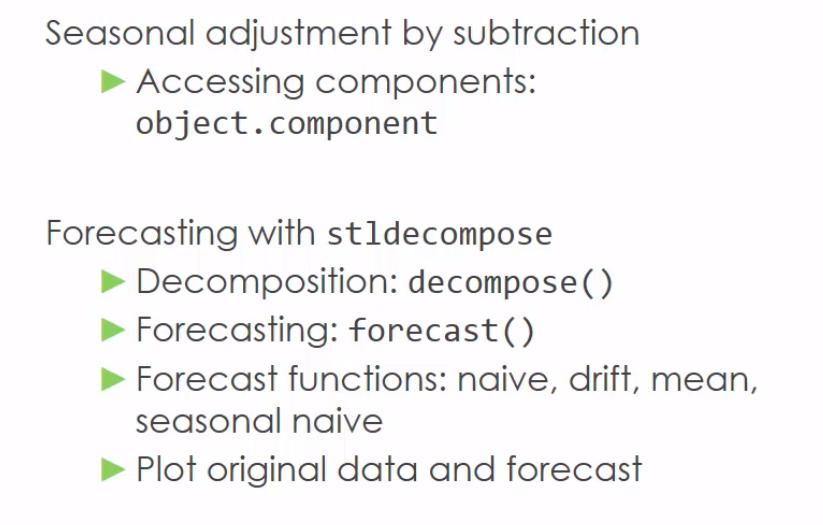 Seasonal adjustment by subtraction
▶ Accessing components:
object.component
Forecasting with stldecompose
▶ Decomposition: decompose()
▶ Forecasting: forecast()
▶ Forecast functions: naive, drift, mean,
seasonal naive
▶ Plot original data and forecast